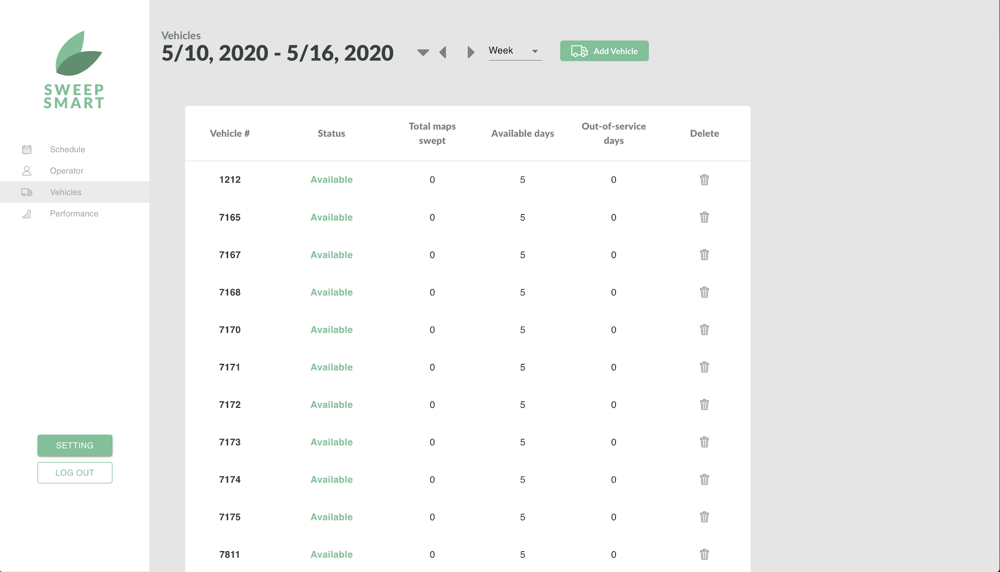 SWEEP
SMART
Schedule
Operator
Vehicles
Performance
SETTING
LOG OUT
Vehicles
5/10, 2020 - 5/16, 2020
Week
Add Vehicle
Vehicle # Status Total maps swept Available days Out-of-service days Delete
1212 Available 0 5 0
7165 Available 0 5 0
7167 Available 0 5 0
7168 Available 0 5 0
7170 Available 0 5 0
7171 Available 0 5 0
7172 Available 0 5 0
7173 Available 0 5 0
7174 Available 0 5 0
7175 Available 0 5 0
7811 Available 0 5 0